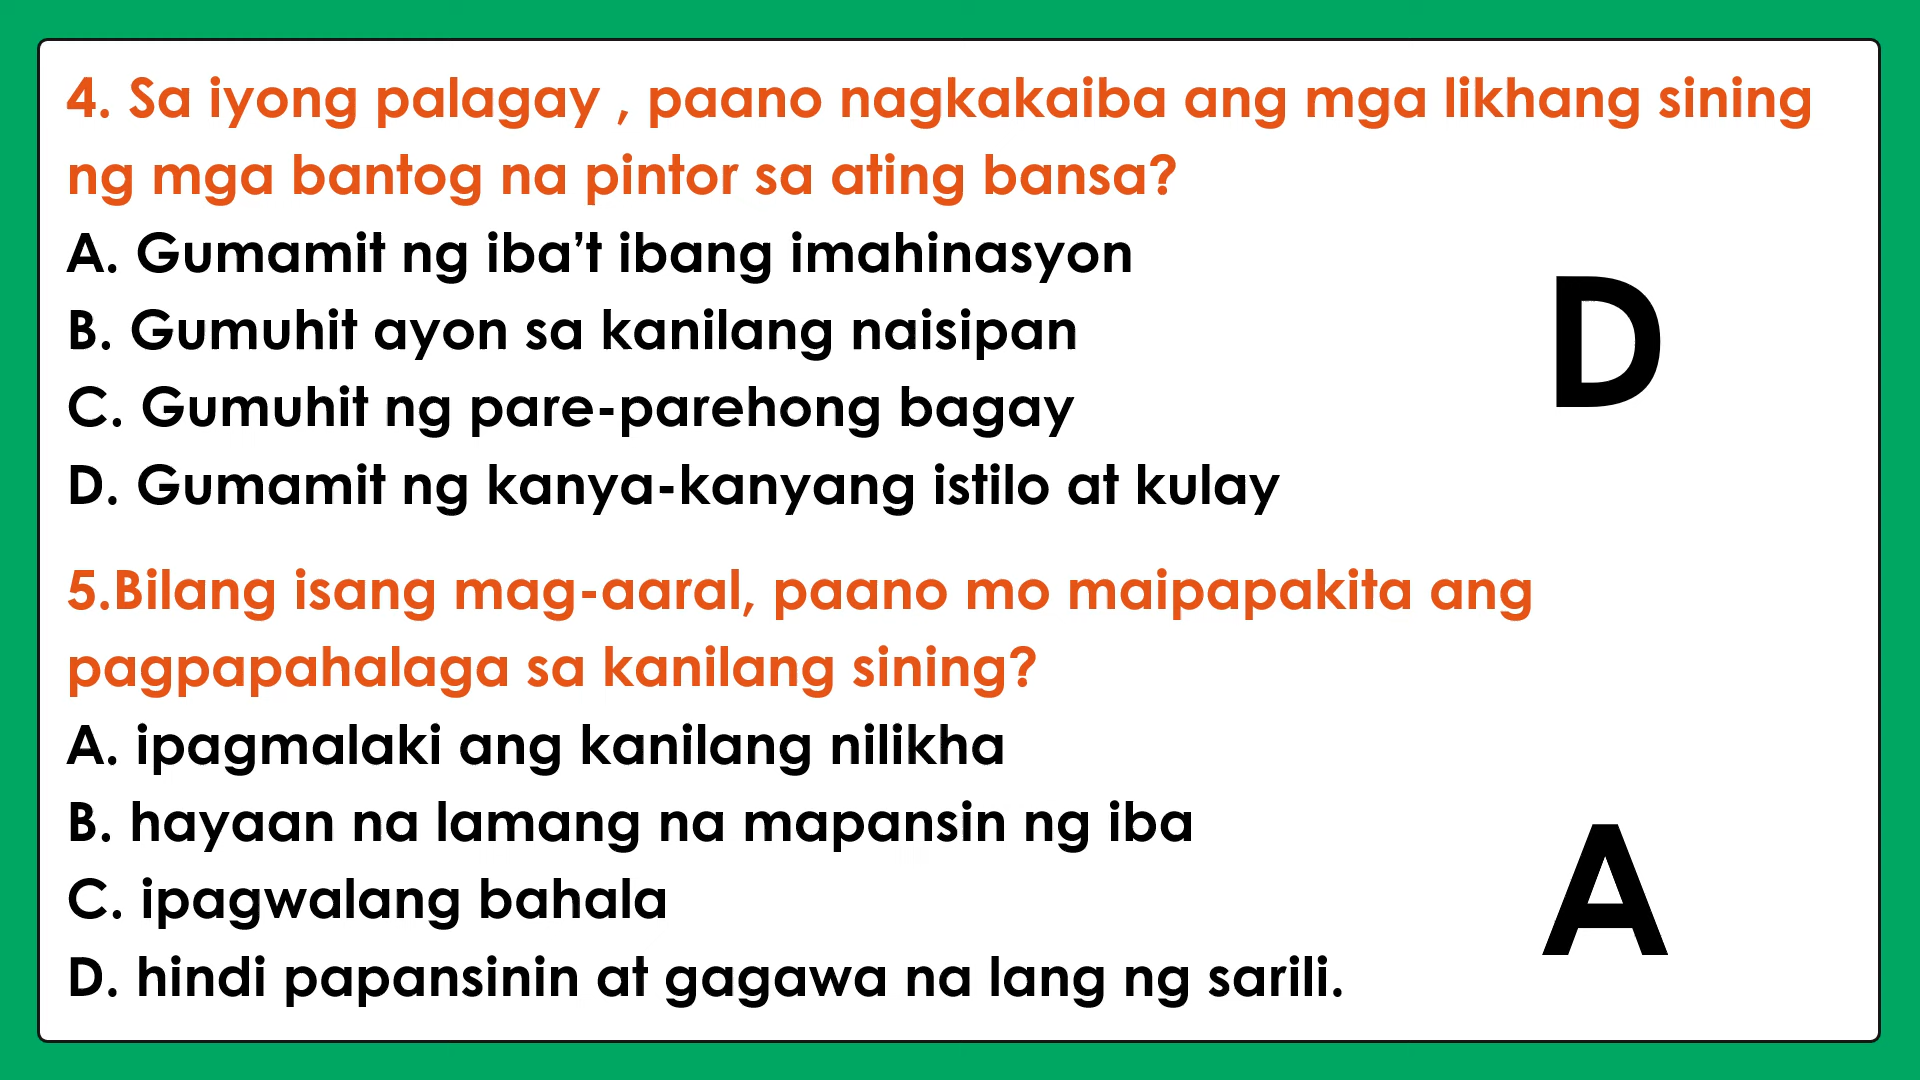 4. Sa iyong palagay , paano nagkakaiba ang mga likhang sining
ng mga bantog na pintor sa ating bansa?
A. Gumamit ng iba’t ibang imahinasyon
B. Gumuhit ayon sa kanilang naisipan
C. Gumuhit ng pare-parehong bagay
D. Gumamit ng kanya-kanyang istilo at kulay
D
5.Bilang isang mag-aaral, paano mo maipapakita ang
pagpapahalaga sa kanilang sining?
A. ipagmalaki ang kanilang nilikha
B. hayaan na lamang na mapansin ng iba
C. ipagwalang bahala
D. hindi papansinin at gagawa na lang ng sarili.
A